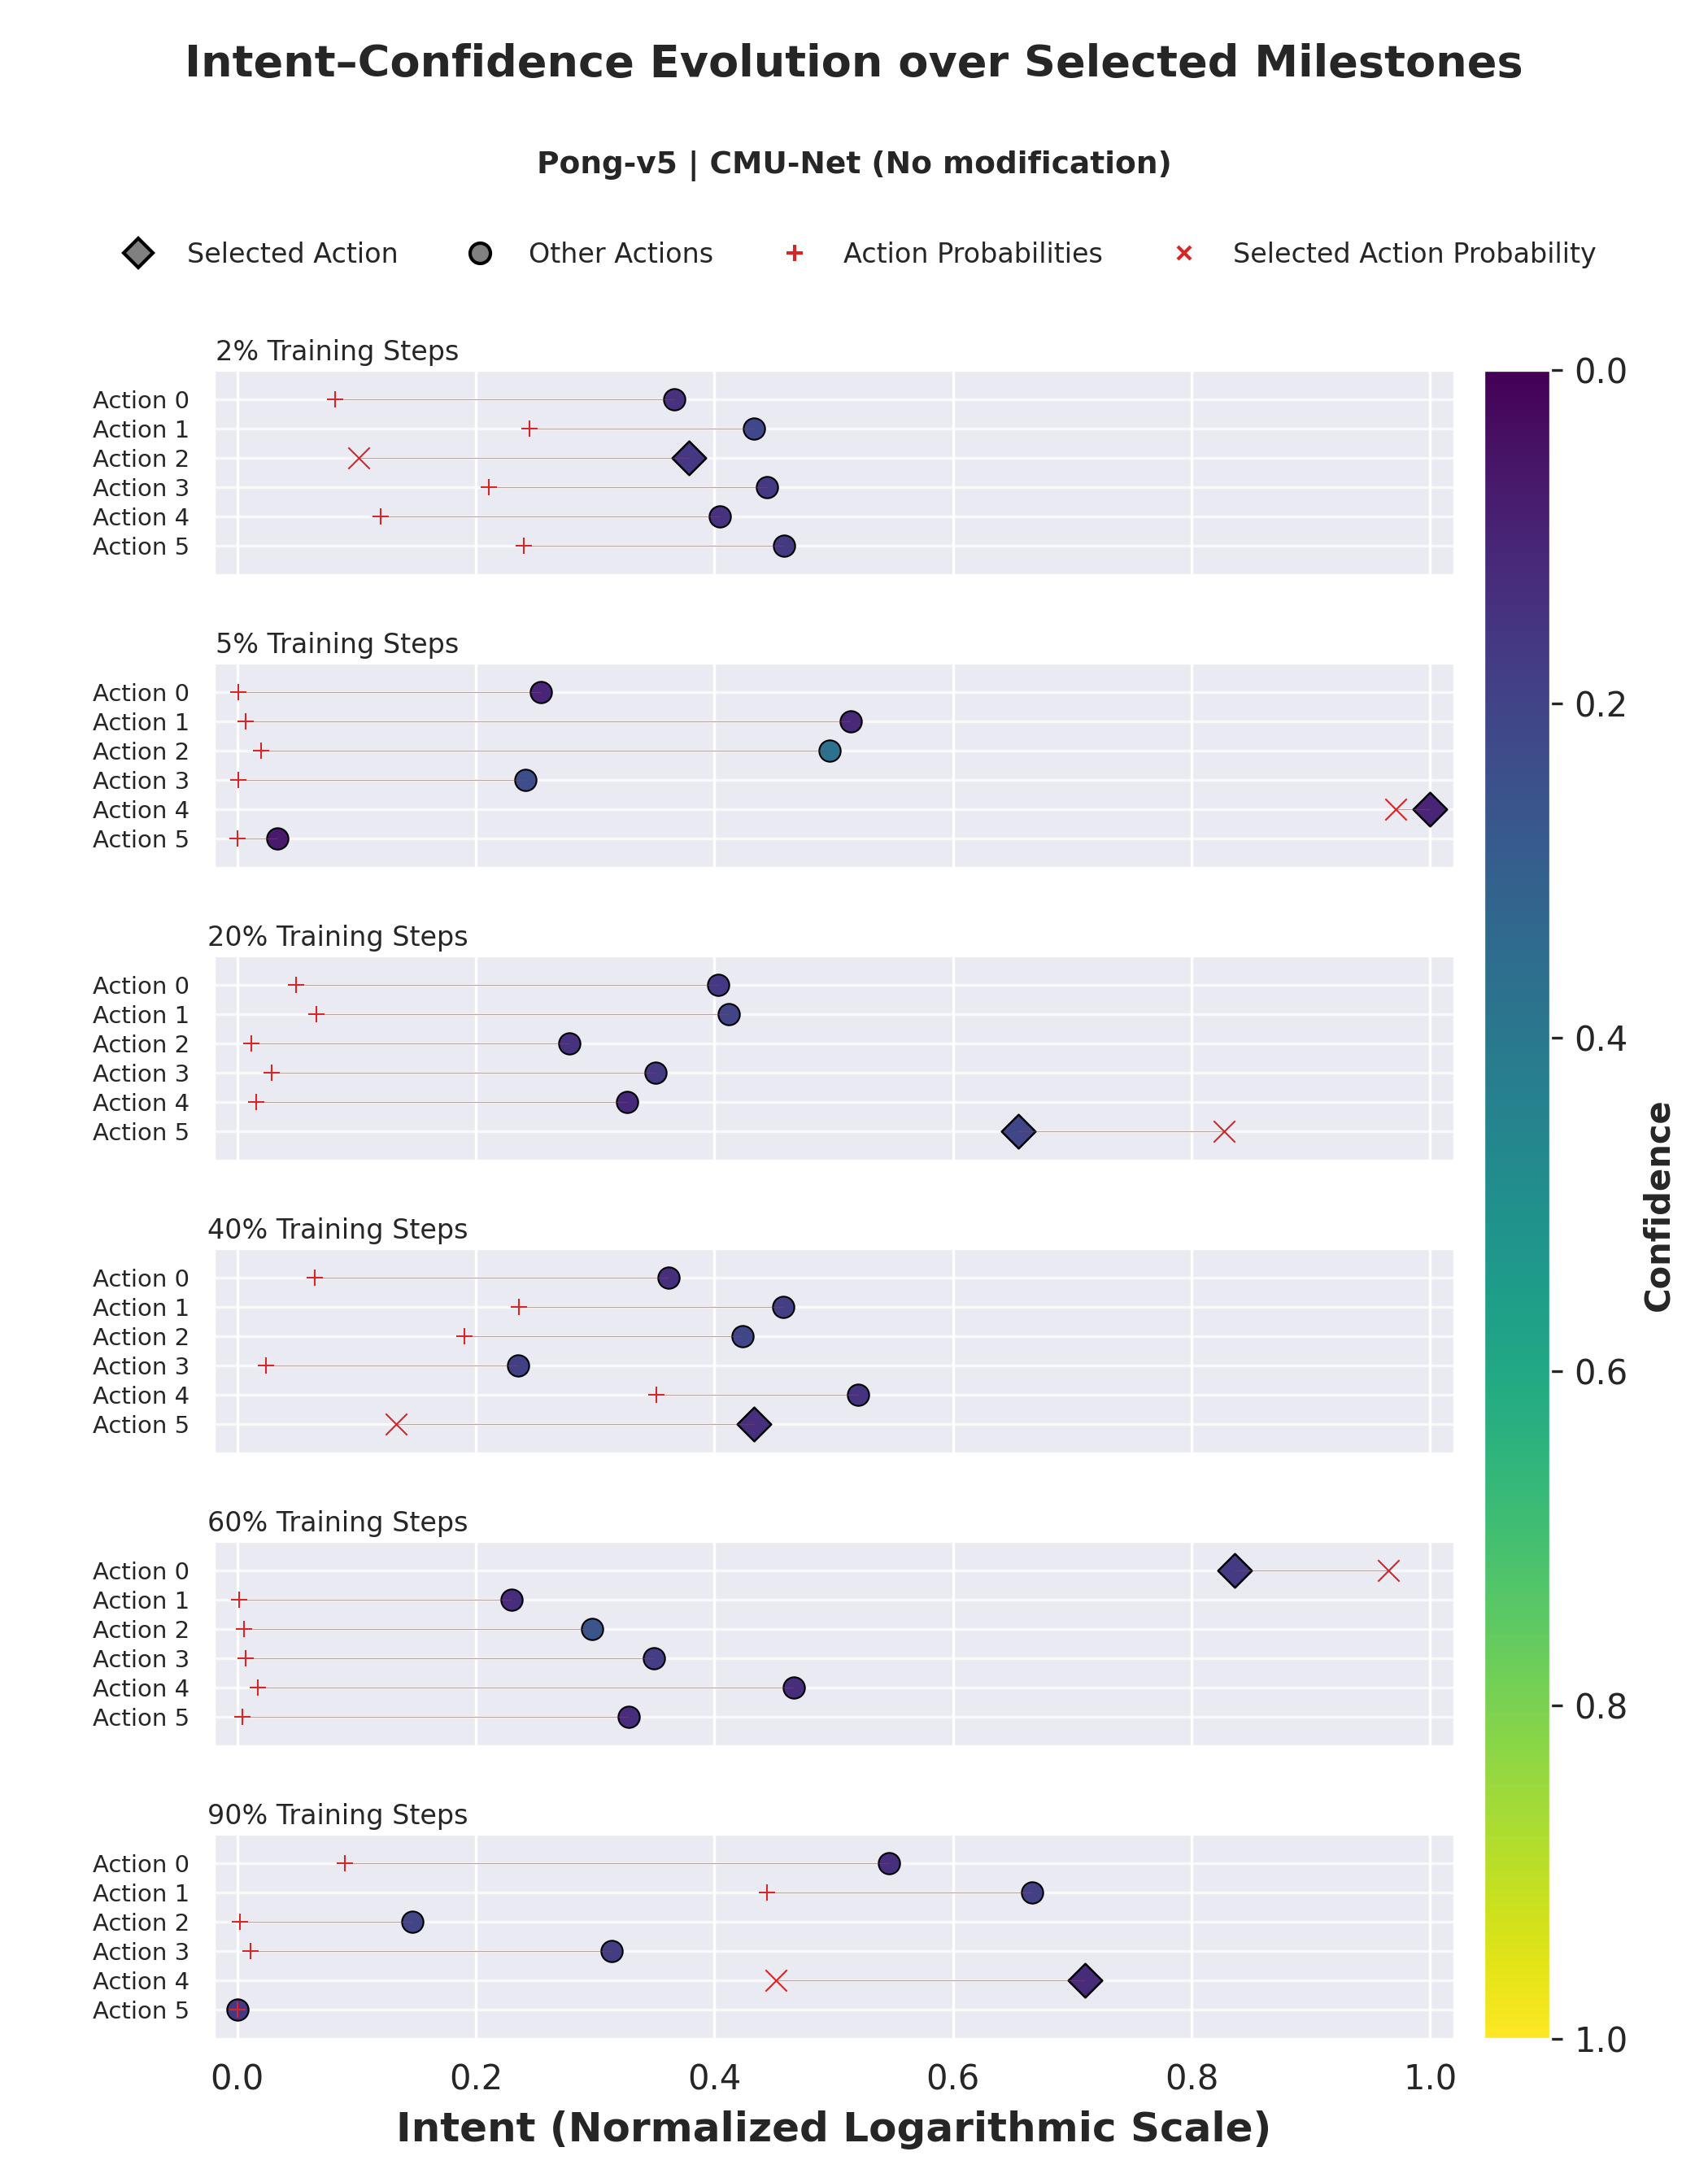 Intent–Confidence Evolution over Selected Milestones
Pong-v5 | CMU-Net (No modification)
Selected Action
Other Actions
Action Probabilities
Selected Action Probability
2% Training Steps
Action 0
Action 1
Action 2
Action 3
Action 4
Action 5
5% Training Steps
Action 0
Action 1
Action 2
Action 3
Action 4
Action 5
20% Training Steps
Action 0
Action 1
Action 2
Action 3
Action 4
Action 5
40% Training Steps
Action 0
Action 1
Action 2
Action 3
Action 4
Action 5
60% Training Steps
Action 0
Action 1
Action 2
Action 3
Action 4
Action 5
90% Training Steps
Action 0
Action 1
Action 2
Action 3
Action 4
Action 5
0.0 0.2 0.4 0.6 0.8 1.0
Intent (Normalized Logarithmic Scale)
0.0
0.2
0.4
0.6
0.8
1.0
Confidence